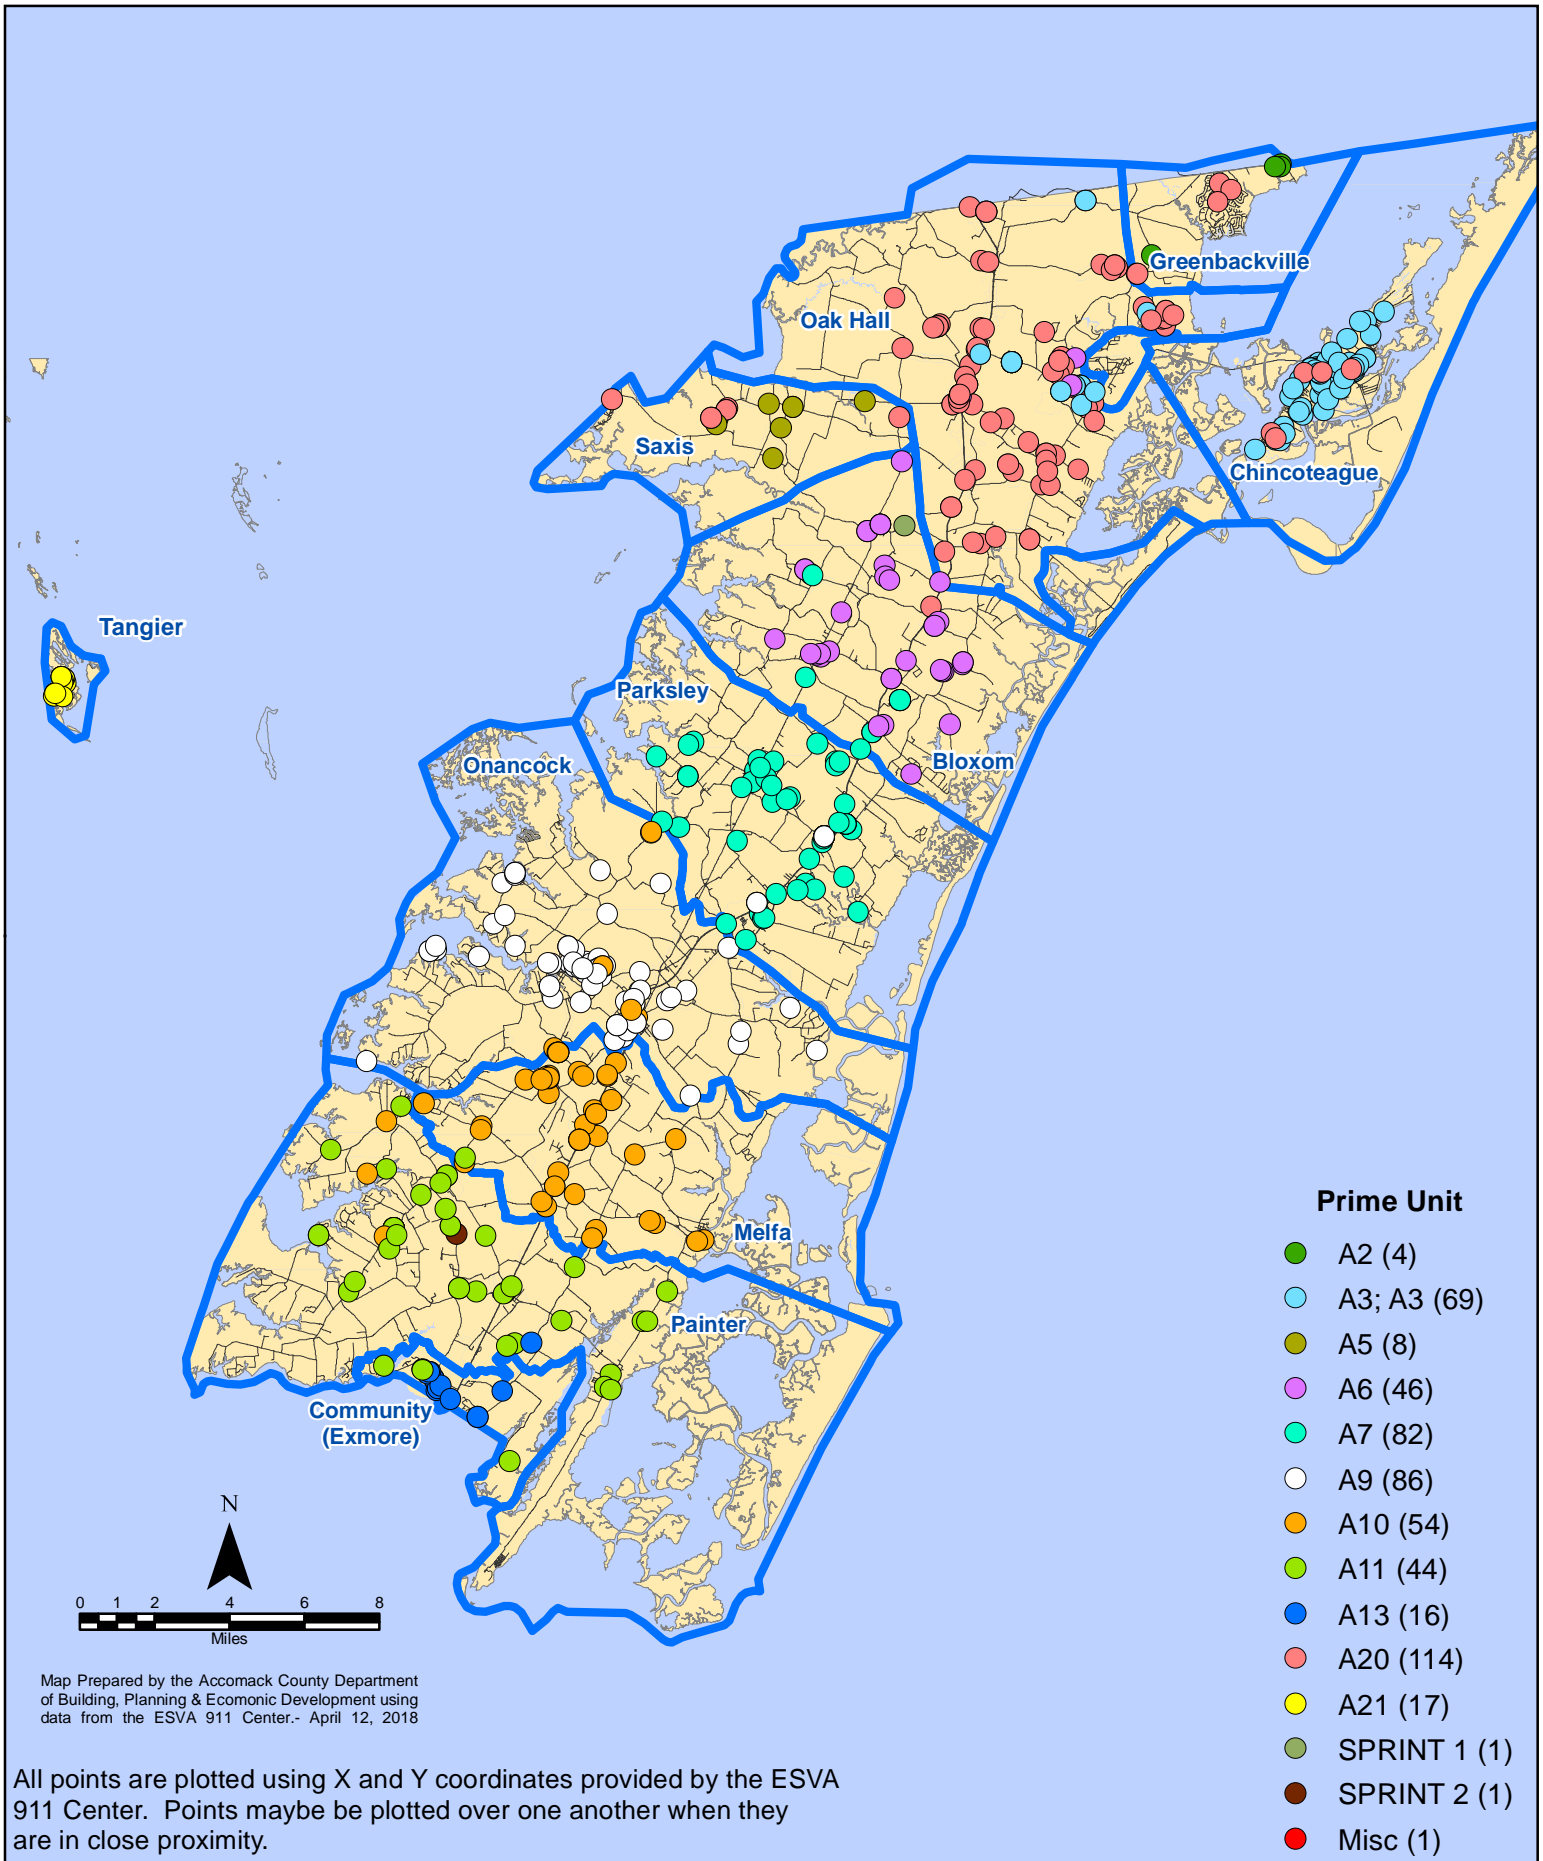 Greenbackville
Oak Hall
Saxis
Chincoteague
Tangier
Parksley
Onancock
Bloxom
Melfa
Painter
Community
(Exmore)
Prime Unit
A2 (4)
A3; A3 (69)
A5 (8)
A6 (46)
A7 (82)
A9 (86)
A10 (54)
A11 (44)
A13 (16)
A20 (114)
A21 (17)
SPRINT 1 (1)
SPRINT 2 (1)
Misc (1)
N
0 1 2 4 6 8
Miles
Map Prepared by the Accomack County Department
of Building, Planning & Ecomonic Development using
data from the ESVA 911 Center.- April 12, 2018
All points are plotted using X and Y coordinates provided by the ESVA
911 Center. Points maybe be plotted over one another when they
are in close proximity.